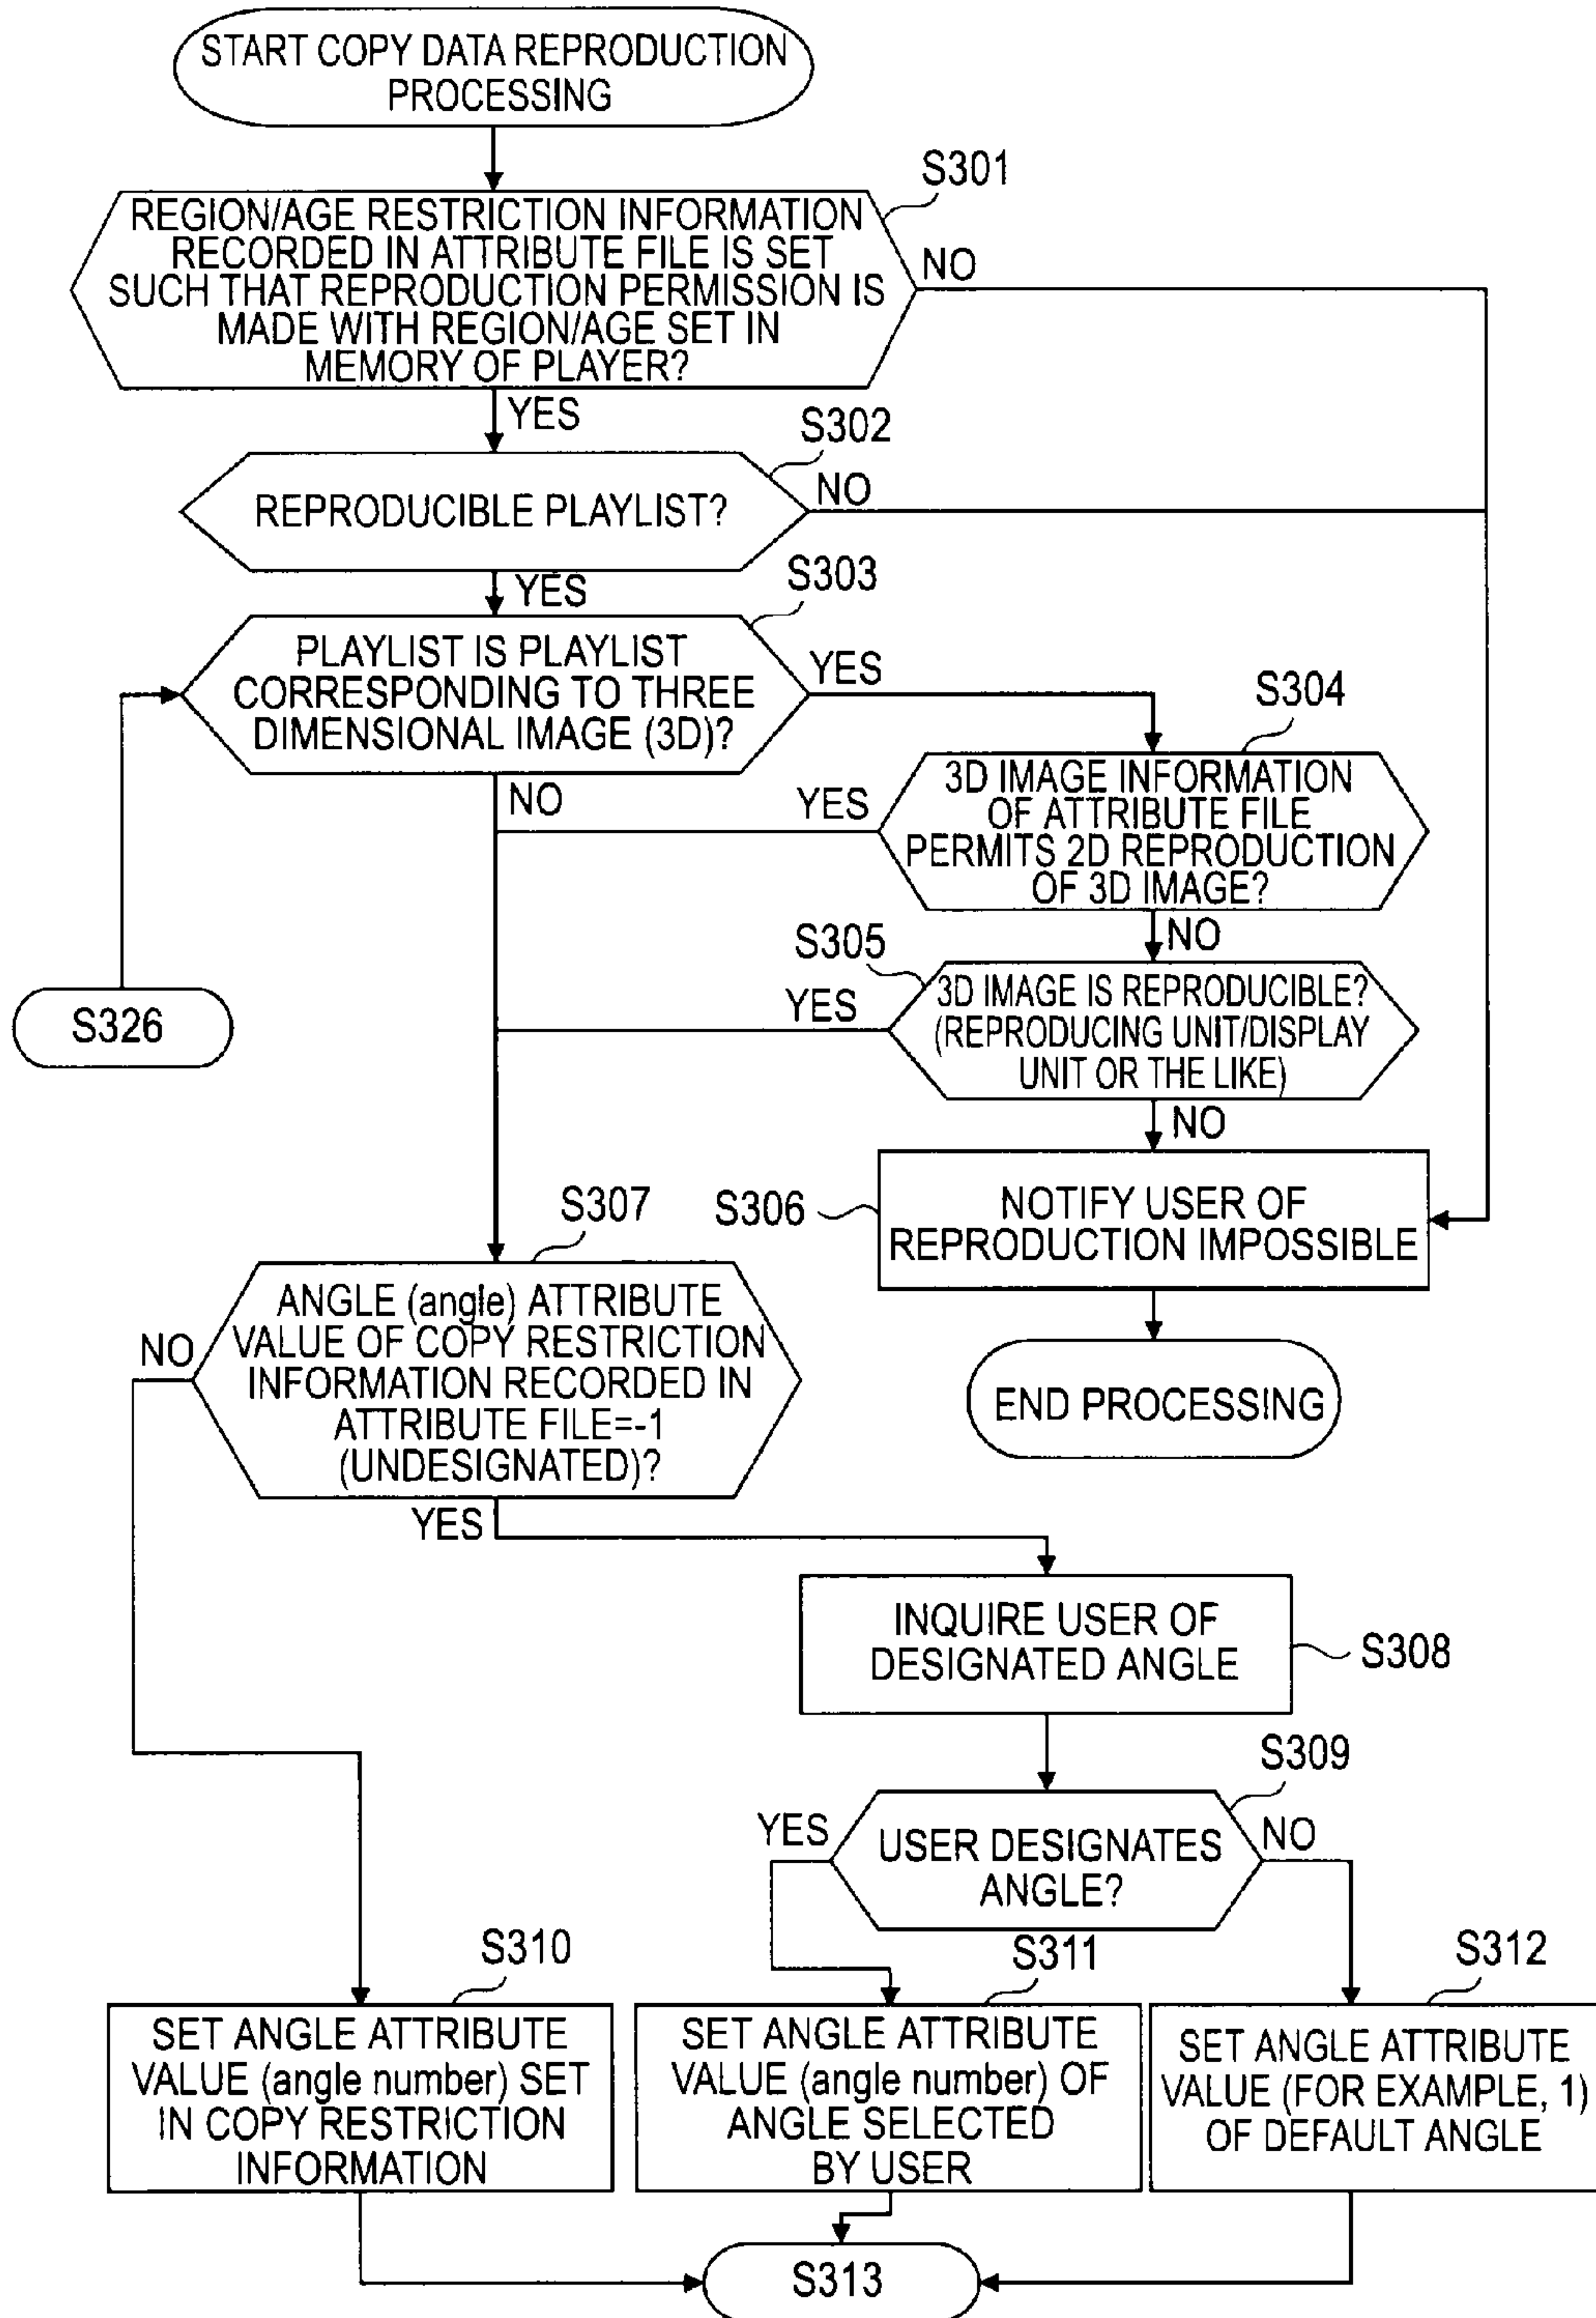 START COPY DATA REPRODUCTION
PROCESSING
S301
REGION/AGE RESTRICTION INFORMATION
RECORDED IN ATTRIBUTE FILE IS SET
SUCH THAT REPRODUCTION PERMISSION IS
MADE WITH REGION/AGE SET IN
MEMORY OF PLAYER?
NO
YES
S302
REPRODUCIBLE PLAYLIST?
NO
YES
S303
PLAYLIST IS PLAYLIST
CORRESPONDING TO THREE
DIMENSIONAL IMAGE (3D)?
YES
NO
S304
3D IMAGE INFORMATION
OF ATTRIBUTE FILE
PERMITS 2D REPRODUCTION
OF 3D IMAGE?
YES
NO
S305
3D IMAGE IS REPRODUCIBLE?
(REPRODUCING UNIT/DISPLAY
UNIT OR THE LIKE)
YES
NO
S326
S306
NOTIFY USER OF
REPRODUCTION IMPOSSIBLE
END PROCESSING
S307
ANGLE (angle) ATTRIBUTE
VALUE OF COPY RESTRICTION
INFORMATION RECORDED IN
ATTRIBUTE FILE=-1
(UNDESIGNATED)?
NO
YES
INQUIRE USER OF
DESIGNATED ANGLE
S308
S309
USER DESIGNATES
ANGLE?
YES
NO
S310
SET ANGLE ATTRIBUTE
VALUE (angle number) SET
IN COPY RESTRICTION
INFORMATION
S311
SET ANGLE ATTRIBUTE
VALUE (angle number) OF
ANGLE SELECTED
BY USER
S312
SET ANGLE ATTRIBUTE
VALUE (FOR EXAMPLE, 1)
OF DEFAULT ANGLE
S313